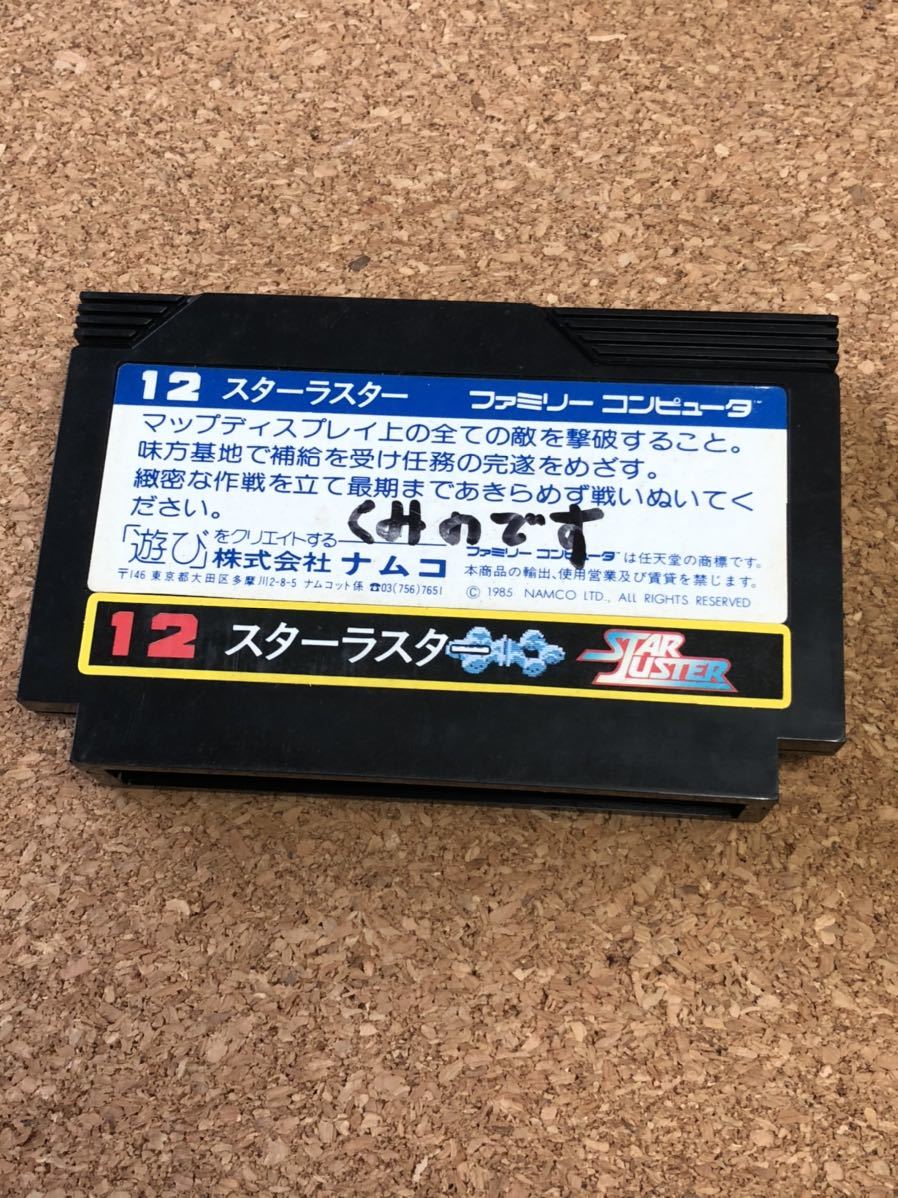 12 スターラスター ファミリー コンピュータ™
マップディスプレイ上の全ての敵を撃破すること。
味方基地で補給を受け任務の完遂をめざす。
緻密な作戦を立て最期まであきらめず戦いぬいてく
ださい。
くみのです
「遊び」をクリエイトする
株式会社 ナムコ
〒146 東京都大田区多摩川2-8-5 ナムコット係 ☎03(756)7651
ファミリー コンピュータ™ は任天堂の商標です。
本商品の輸出、使用営業及び賃貸を禁じます。
© 1985 NAMCO LTD., ALL RIGHTS RESERVED
12 スターラスター STAR LUSTER